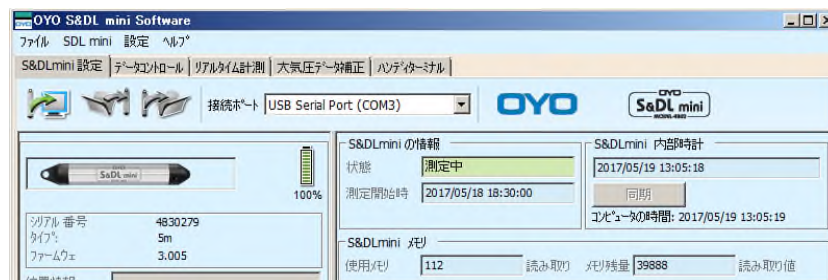 OYO S&DL mini Software
ファイル SDL mini 設定 ヘルプ
S&DLmini 設定 データコントロール リアルタイム計測 大気圧データ補正 ハンディターミナル
接続ポート USB Serial Port (COM3) OYO OYO S&DL mini
S&DL mini
100%
シリアル 番号 4830279
タイプ: 5m
ファームウェ 3.005
S&DLmini の情報
状態 測定中
測定開始時 2017/05/18 18:30:00
S&DLmini 内部時計
2017/05/19 13:05:18
同期
コンピュータの時間: 2017/05/19 13:05:19
S&DLmini メモリ
使用メモリ 112 読み取り メモリ残量 39888 読み取り値